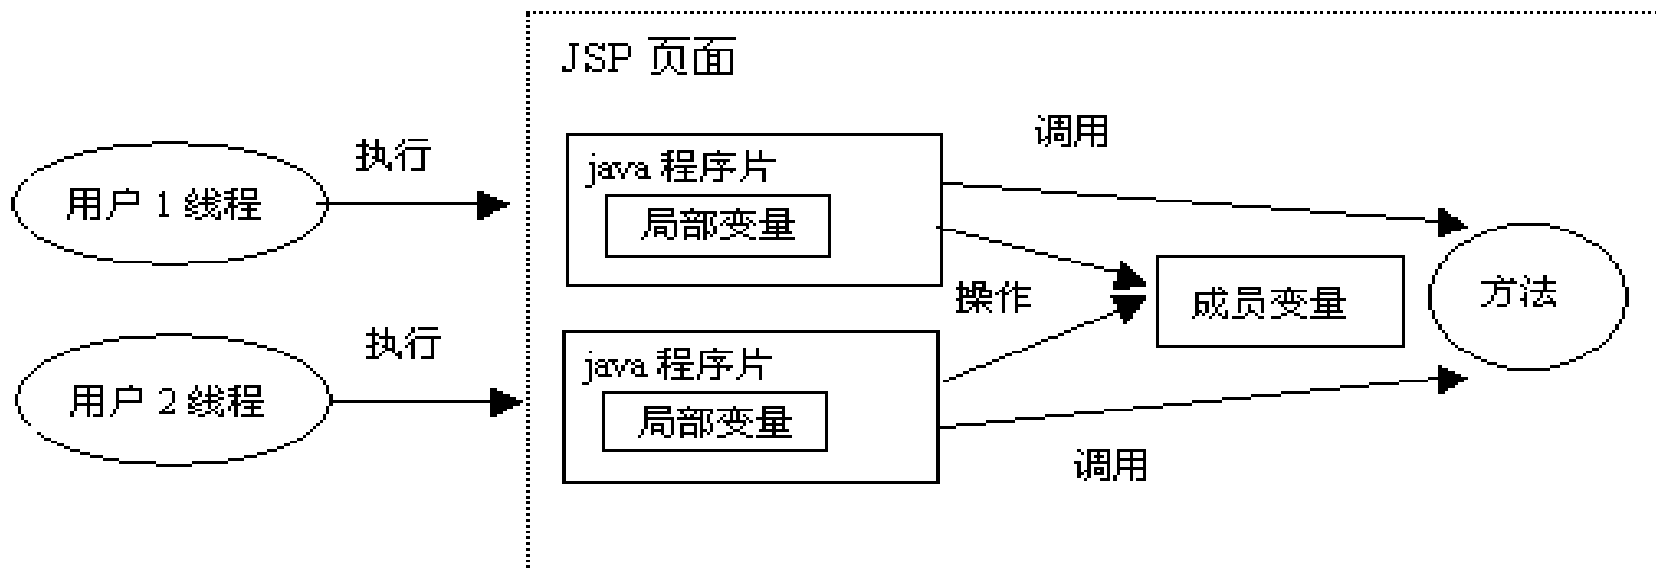 JSP 页面
调用
执行
java 程序片
用户 1 线程
局部变量
操作
成员变量
方法
执行
java 程序片
用户 2 线程
局部变量
调用